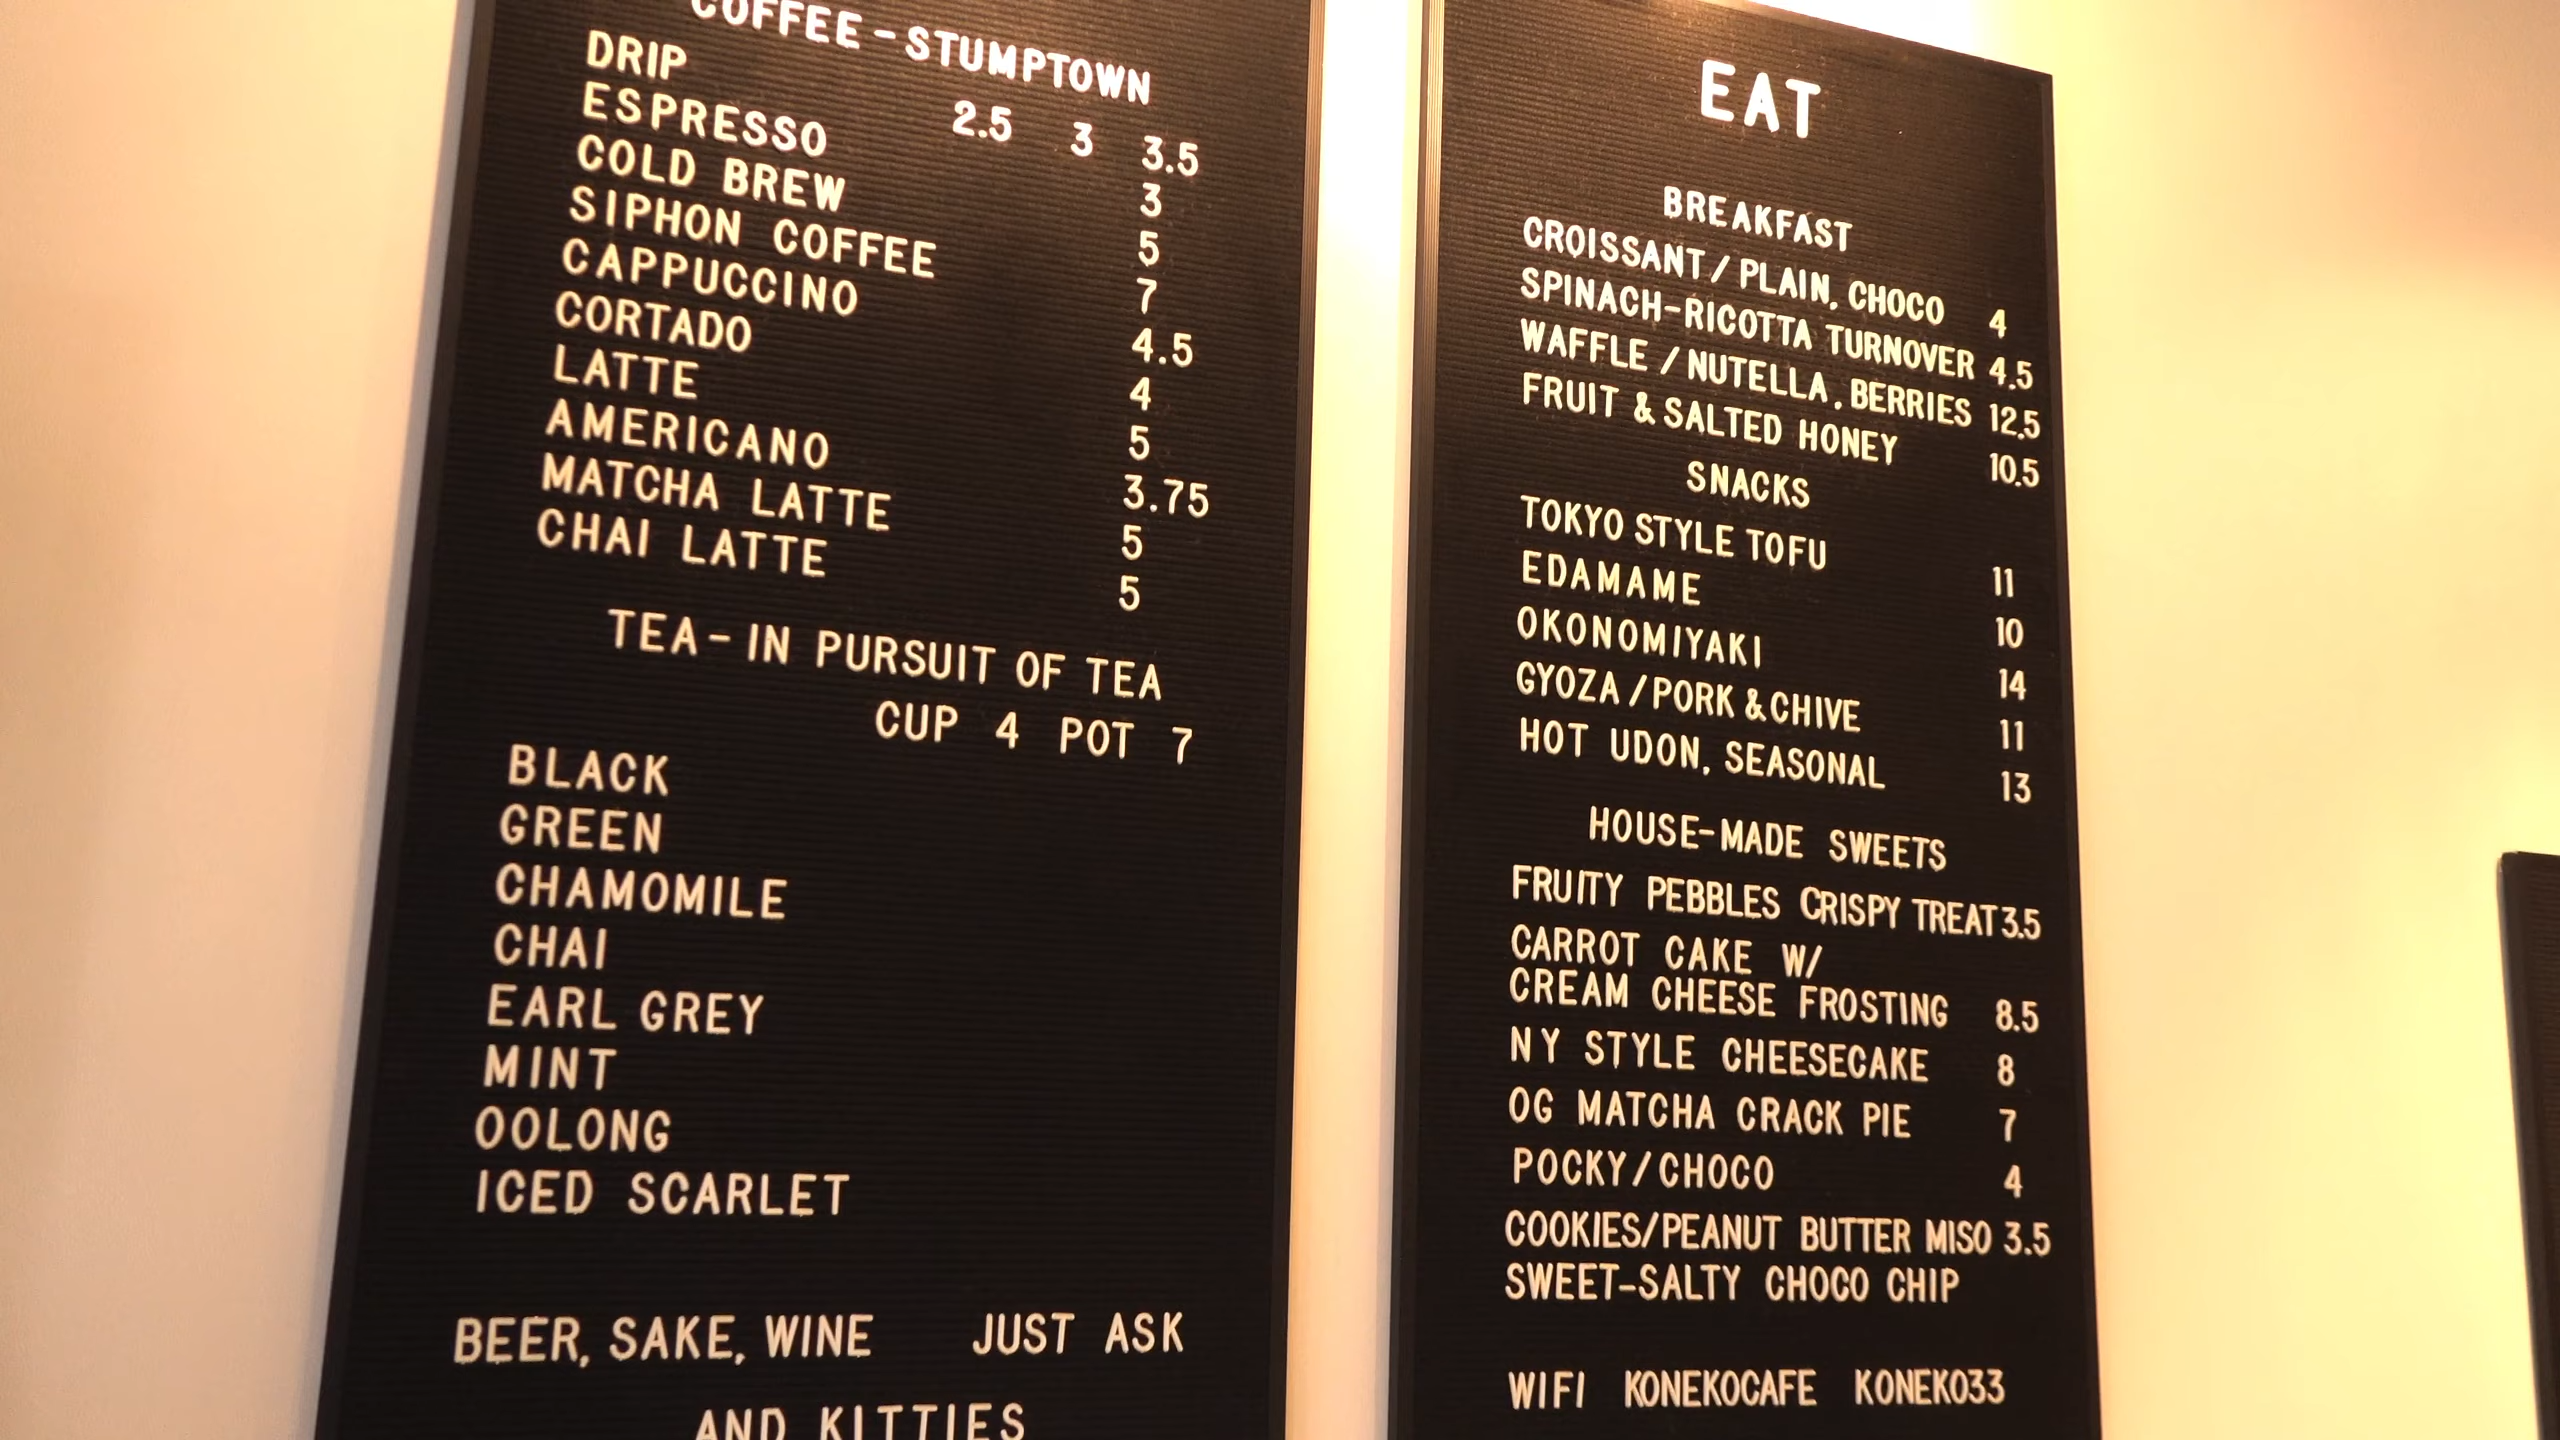 COFFEE - STUMPTOWN
DRIP 2.5 3 3.5
ESPRESSO 3
COLD BREW 5
SIPHON COFFEE 7
CAPPUCCINO 4.5
CORTADO 4
LATTE 5
AMERICANO 3.75
MATCHA LATTE 5
CHAI LATTE 5
TEA - IN PURSUIT OF TEA
CUP 4 POT 7
BLACK
GREEN
CHAMOMILE
CHAI
EARL GREY
MINT
OOLONG
ICED SCARLET
BEER, SAKE, WINE JUST ASK
AND KITTIES
EAT
BREAKFAST
CROISSANT / PLAIN, CHOCO 4
SPINACH-RICOTTA TURNOVER 4.5
WAFFLE / NUTELLA, BERRIES 12.5
FRUIT & SALTED HONEY 10.5
SNACKS
TOKYO STYLE TOFU 11
EDAMAME 10
OKONOMIYAKI 14
GYOZA / PORK & CHIVE 11
HOT UDON, SEASONAL 13
HOUSE-MADE SWEETS
FRUITY PEBBLES CRISPY TREAT 3.5
CARROT CAKE W/
CREAM CHEESE FROSTING 8.5
NY STYLE CHEESECAKE 8
OG MATCHA CRACK PIE 7
POCKY/CHOCO 4
COOKIES/PEANUT BUTTER MISO 3.5
SWEET-SALTY CHOCO CHIP
WIFI KONEKOCAFE KONEKO33